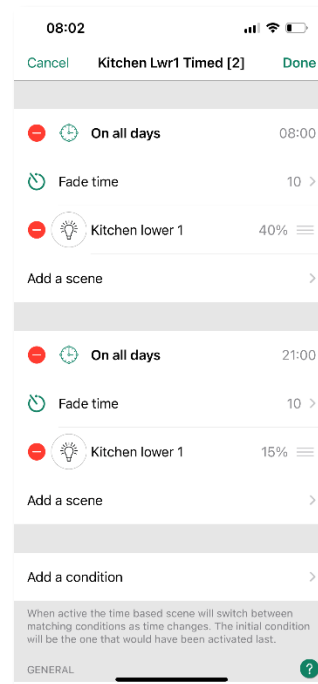 08:02
Cancel Kitchen Lwr1 Timed [2] Done
On all days 08:00
Fade time 10 >
Kitchen lower 1 40%
Add a scene >
On all days 21:00
Fade time 10 >
Kitchen lower 1 15%
Add a scene >
Add a condition >
When active the time based scene will switch between
matching conditions as time changes. The initial condition
will be the one that would have been activated last.
GENERAL ?